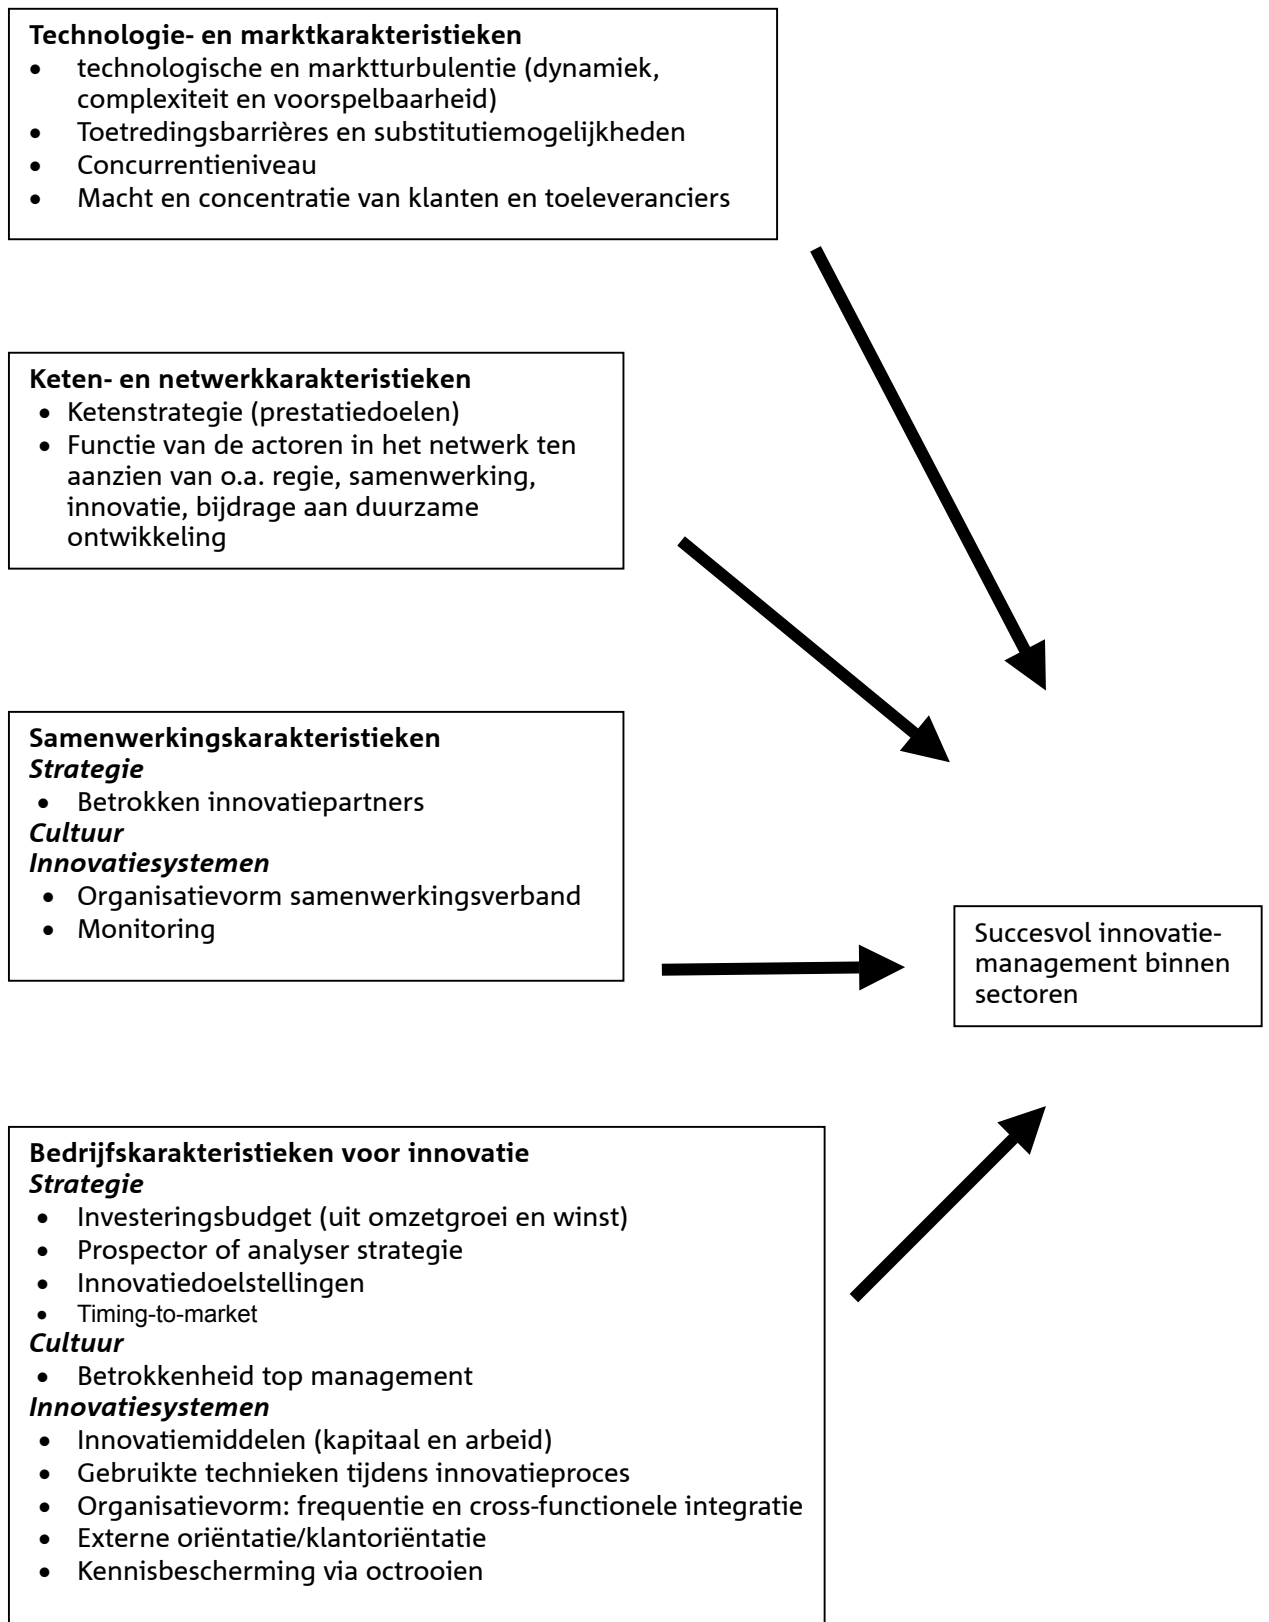 Technologie- en marktkarakteristieken
• technologische en marktturbulentie (dynamiek,
complexiteit en voorspelbaarheid)
• Toetredingsbarrières en substitutiemogelijkheden
• Concurrentieniveau
• Macht en concentratie van klanten en toeleveranciers
Keten- en netwerkkarakteristieken
• Ketenstrategie (prestatiedoelen)
• Functie van de actoren in het netwerk ten
aanzien van o.a. regie, samenwerking,
innovatie, bijdrage aan duurzame
ontwikkeling
Samenwerkingskarakteristieken
Strategie
• Betrokken innovatiepartners
Cultuur
Innovatiesystemen
• Organisatievorm samenwerkingsverband
• Monitoring
Succesvol innovatie-
management binnen
sectoren
Bedrijfskarakteristieken voor innovatie
Strategie
• Investeringsbudget (uit omzetgroei en winst)
• Prospector of analyser strategie
• Innovatiedoelstellingen
• Timing-to-market
Cultuur
• Betrokkenheid top management
Innovatiesystemen
• Innovatiemiddelen (kapitaal en arbeid)
• Gebruikte technieken tijdens innovatieproces
• Organisatievorm: frequentie en cross-functionele integratie
• Externe oriëntatie/klantoriëntatie
• Kennisbescherming via octrooien